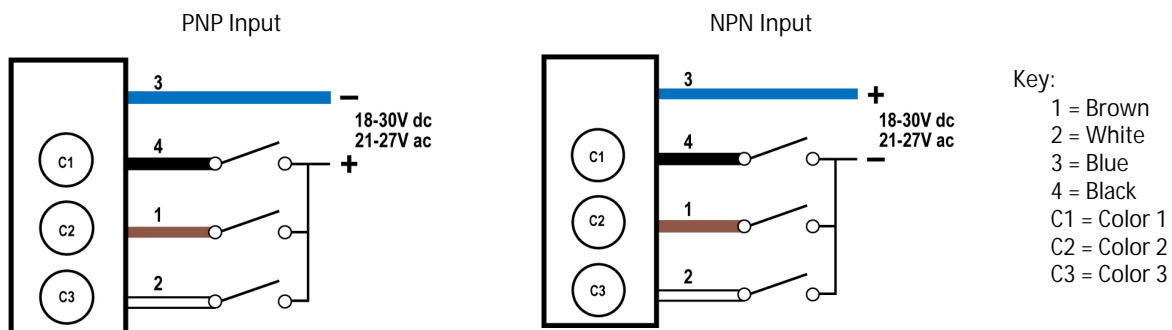 PNP Input
3
–
18-30V dc
21-27V ac
C1
4
+
C2
1
C3
2
NPN Input
3
+
18-30V dc
21-27V ac
C1
4
–
C2
1
C3
2
Key:
1 = Brown
2 = White
3 = Blue
4 = Black
C1 = Color 1
C2 = Color 2
C3 = Color 3